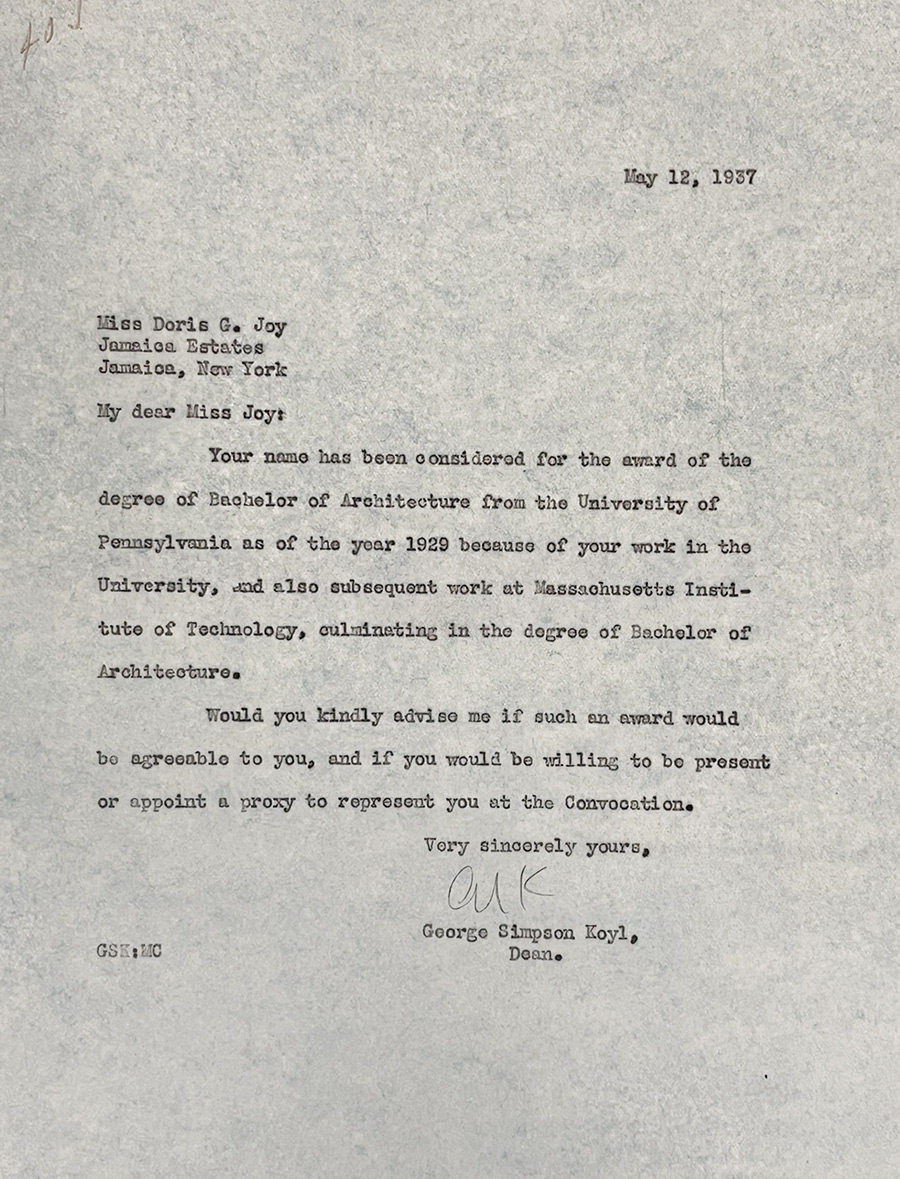 May 12, 1937
Miss Doris G. Joy
Jamaica Estates
Jamaica, New York
My dear Miss Joy:
Your name has been considered for the award of the
degree of Bachelor of Architecture from the University of
Pennsylvania as of the year 1929 because of your work in the
University, and also subsequent work at Massachusetts Insti-
tute of Technology, culminating in the degree of Bachelor of
Architecture.
Would you kindly advise me if such an award would
be agreeable to you, and if you would be willing to be present
or appoint a proxy to represent you at the Convocation.
Very sincerely yours,
George Simpson Koyl,
Dean.
GSK:MC